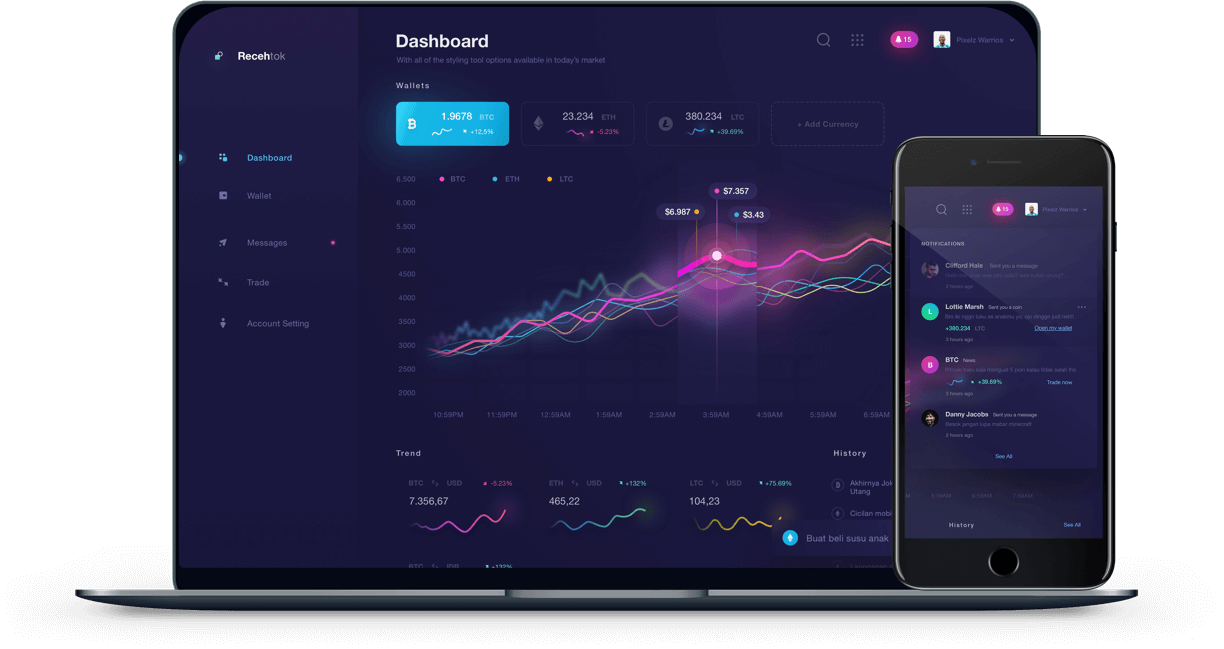 Recehtok
Dashboard
Wallet
Messages
Trade
Account Setting
Dashboard
With all of the styling tool options available in today's market
15
Pixelz Warrios
Wallets
1.9678 BTC
+12,5%
23.234 ETH
-5.23%
380.234 LTC
+39.69%
+ Add Currency
BTC
ETH
LTC
6.500
6.000
5.500
5.000
4500
4000
3500
3000
2500
2000
$7.357
$6.987
$3.43
10:59PM
11:59PM
12:59AM
1:59AM
2:59AM
3:59AM
4:59AM
5:59AM
6:59AM
Trend
BTC USD -5.23%
7.356,67
ETH USD +132%
465,22
LTC USD +75.69%
104,23
BTC IDR +132%
History
Utang
Buat beli susu anak
15
Pixelz Warrios
NOTIFICATIONS
Clifford Hale Sent you a message
3 hours ago
Lottie Marsh Sent you a coin
+380.234 LTC
Open my wallet
3 hours ago
BTC News
+39.69%
Trade now
3 hours ago
Danny Jacobs Sent you a message
Besok jangan lupa mabar minecraft
3 hours ago
See All
History
See All